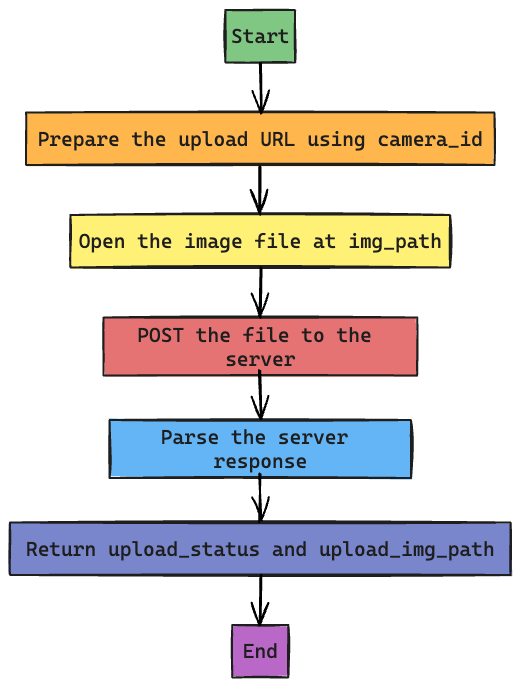 Start
Prepare the upload URL using camera_id
Open the image file at img_path
POST the file to the
server
Parse the server
response
Return upload_status and upload_img_path
End